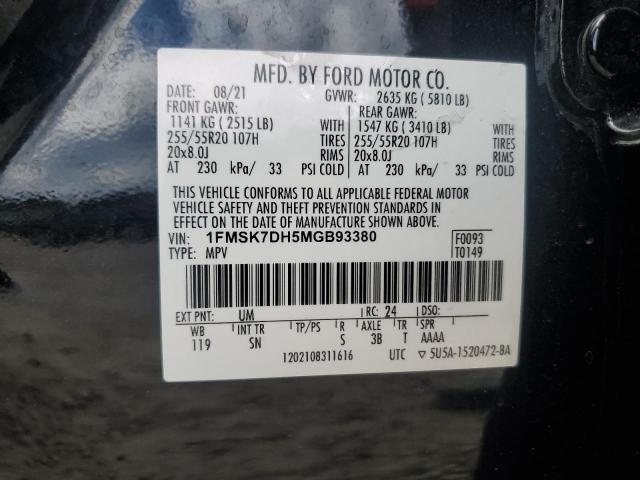 MFD. BY FORD MOTOR CO.
DATE: 08/21 GVWR: 2635 KG ( 5810 LB)
FRONT GAWR: REAR GAWR:
1141 KG ( 2515 LB) 1547 KG ( 3410 LB) WITH
255/55R20 107H TIRES 255/55R20 107H TIRES
20x8.0J RIMS 20x8.0J RIMS
AT 230 kPa/ 33 PSI COLD AT 230 kPa/ 33 PSI COLD
THIS VEHICLE CONFORMS TO ALL APPLICABLE FEDERAL MOTOR
VEHICLE SAFETY AND THEFT PREVENTION STANDARDS IN
EFFECT ON THE DATE OF MANUFACTURE SHOWN ABOVE.
VIN: 1FMSK7DH5MGB93380 F0093
TYPE: MPV T0149
EXT PNT: UM RC: 24 DSO:
WB INT TR TP/PS R AXLE TR SPR
119 SN S 3B T AAAA
1202108311616 UTC ▽ 5U5A-1520472-BA